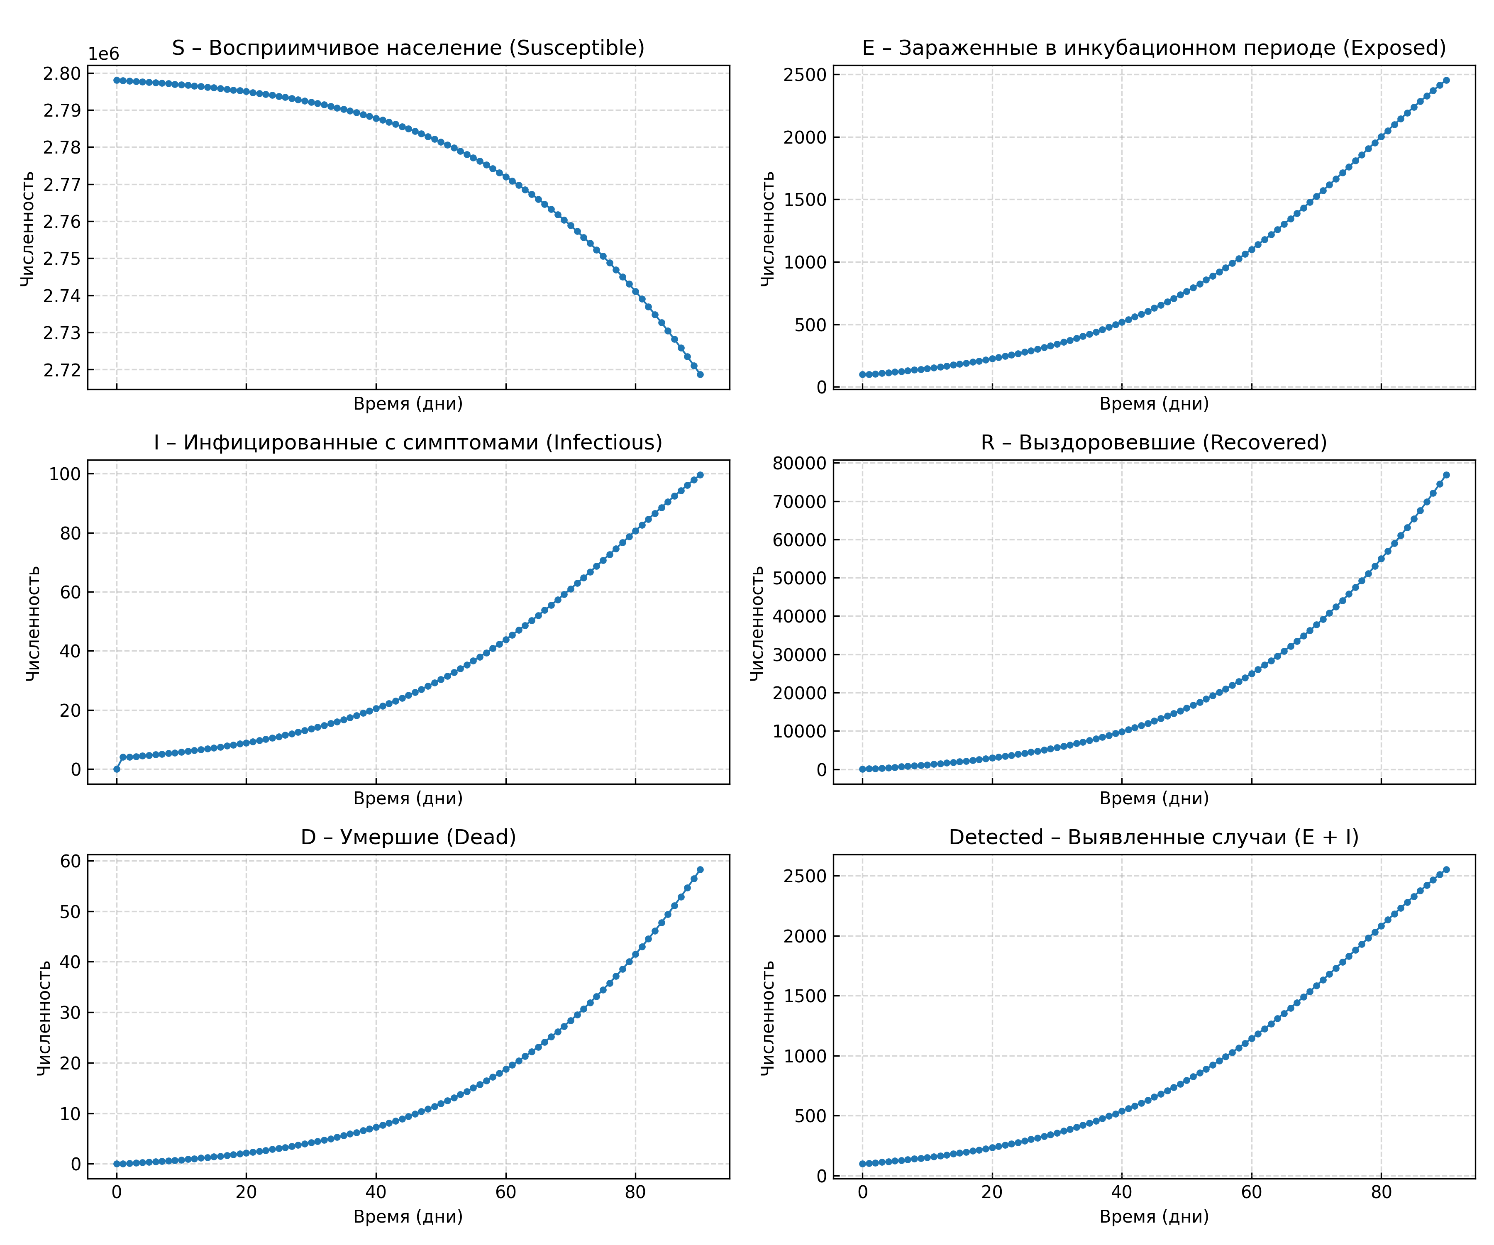 S – Восприимчивое население (Susceptible)
1e6
2.80
2.79
2.78
2.77
2.76
2.75
2.74
2.73
2.72
Численность
Время (дни)
E – Зараженные в инкубационном периоде (Exposed)
2500
2000
1500
1000
500
0
Численность
Время (дни)
I – Инфицированные с симптомами (Infectious)
100
80
60
40
20
0
Численность
Время (дни)
R – Выздоровевшие (Recovered)
80000
70000
60000
50000
40000
30000
20000
10000
0
Численность
Время (дни)
D – Умершие (Dead)
60
50
40
30
20
10
0
Численность
0 20 40 60 80
Время (дни)
Detected – Выявленные случаи (E + I)
2500
2000
1500
1000
500
0
Численность
0 20 40 60 80
Время (дни)